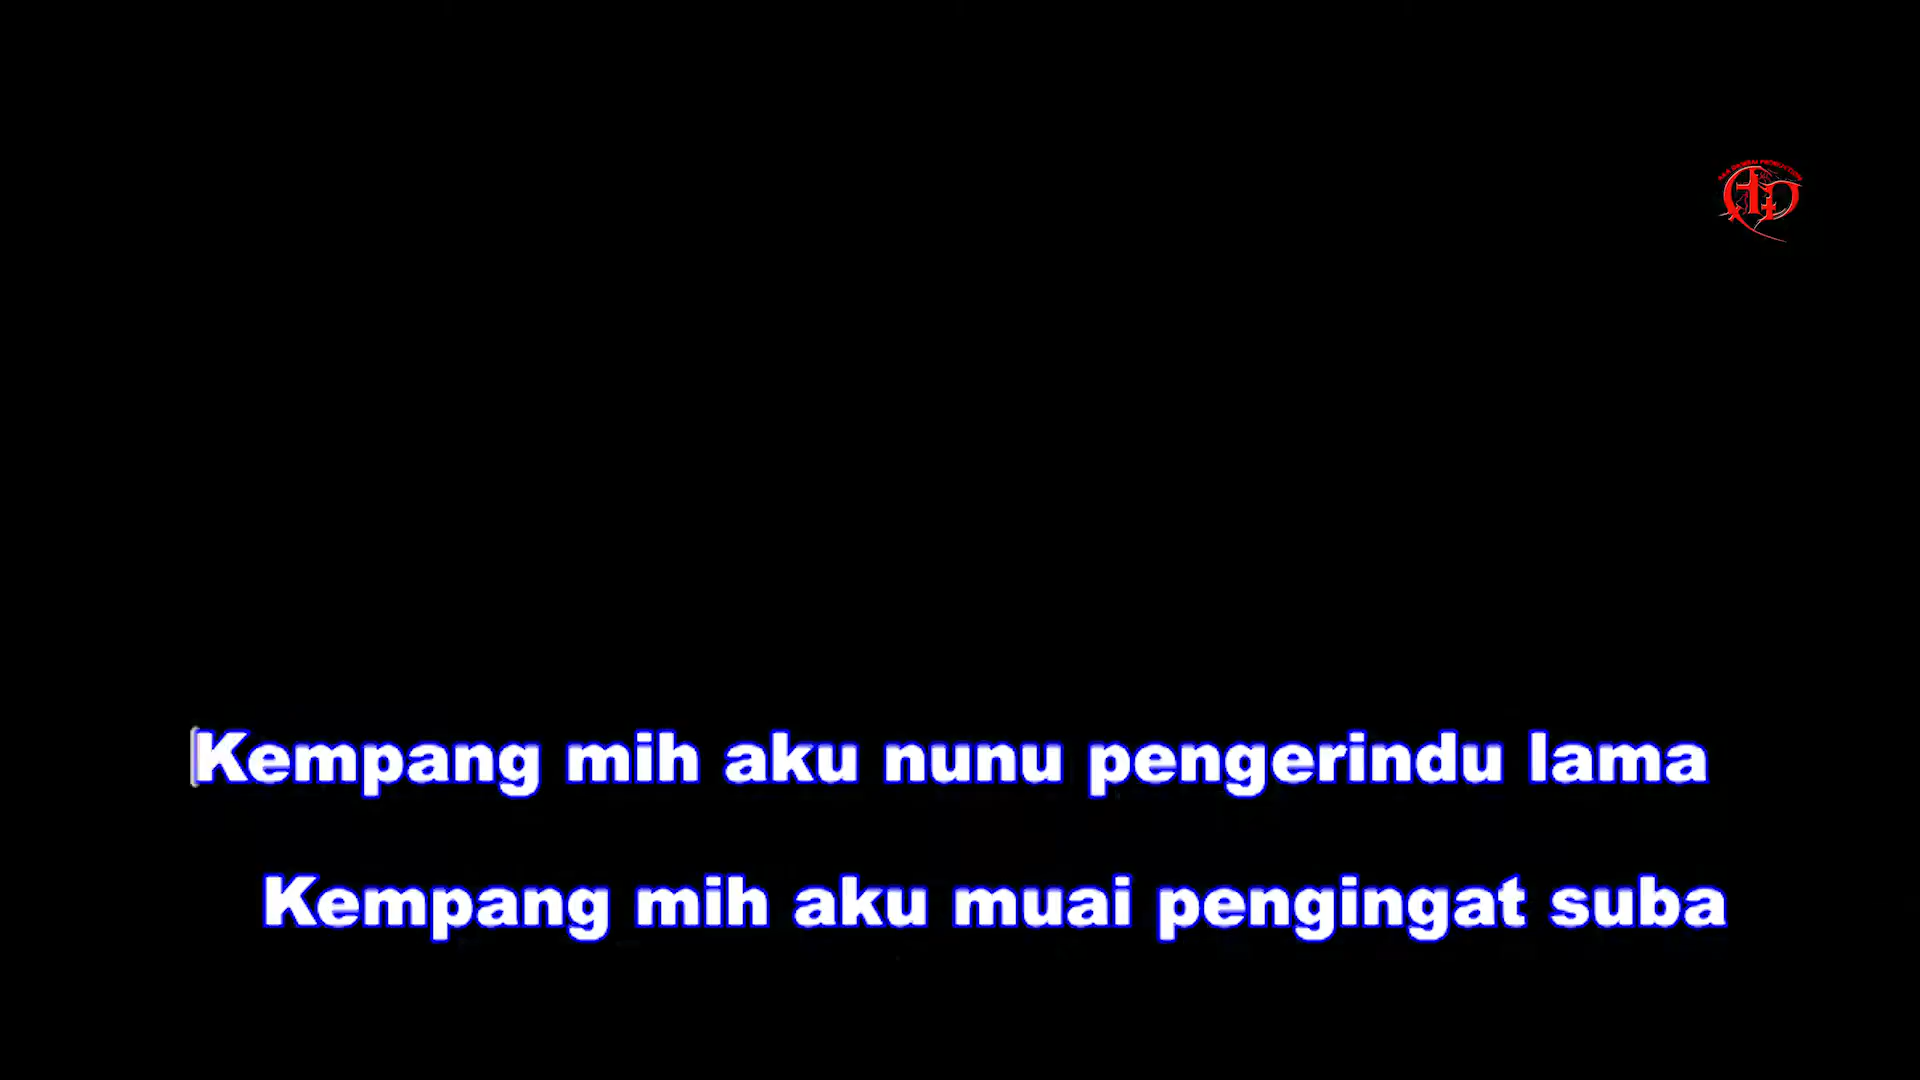 Kempang mih aku nunu pengerindu lama
Kempang mih aku muai pengingat suba